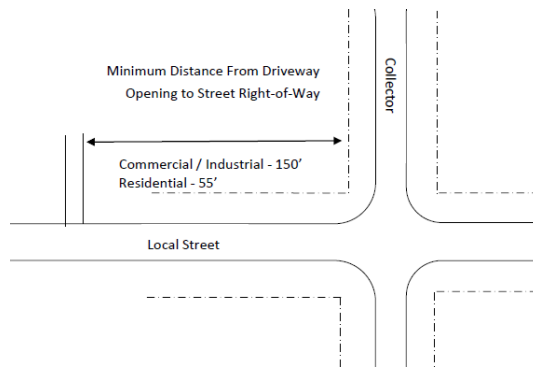 Minimum Distance From Driveway
Opening to Street Right-of-Way
Collector
Commercial / Industrial - 150’
Residential - 55’
Local Street